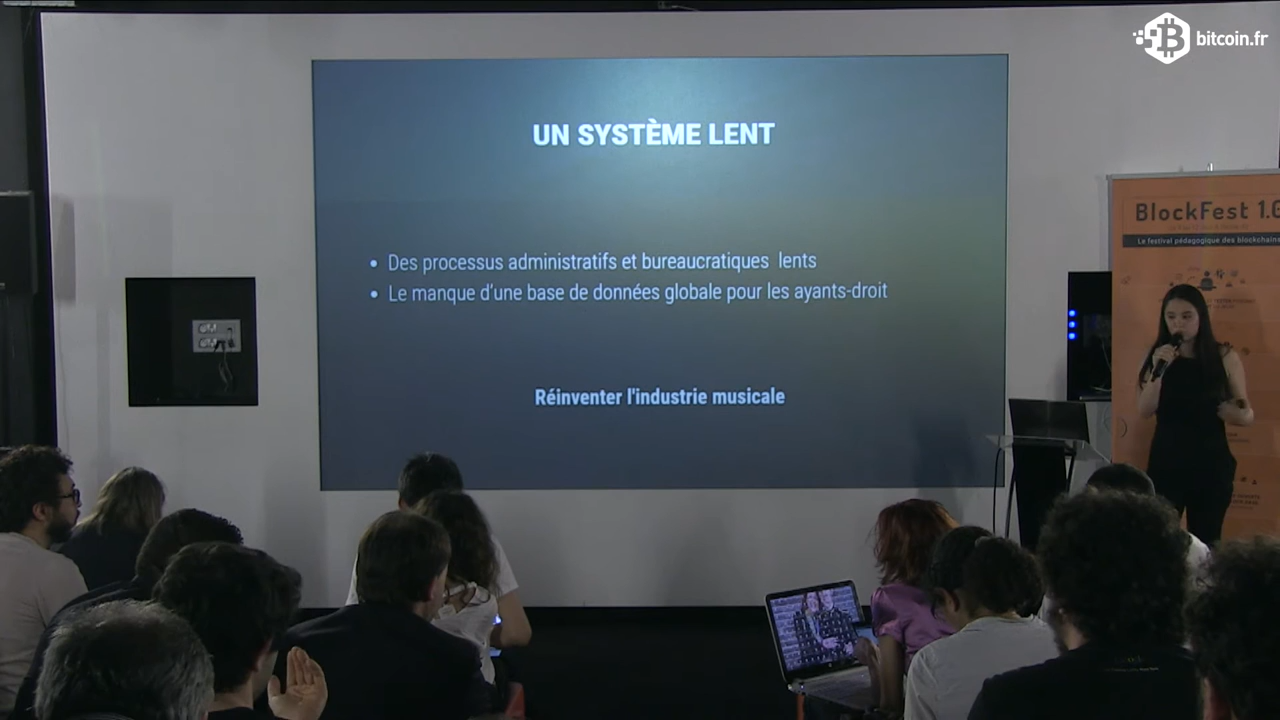 bitcoin.fr
UN SYSTÈME LENT
Des processus administratifs et bureaucratiques lents
Le manque d'une base de données globale pour les ayants-droit
Réinventer l'industrie musicale
BlockFest 1.0
Le festival pédagogique des blockchains